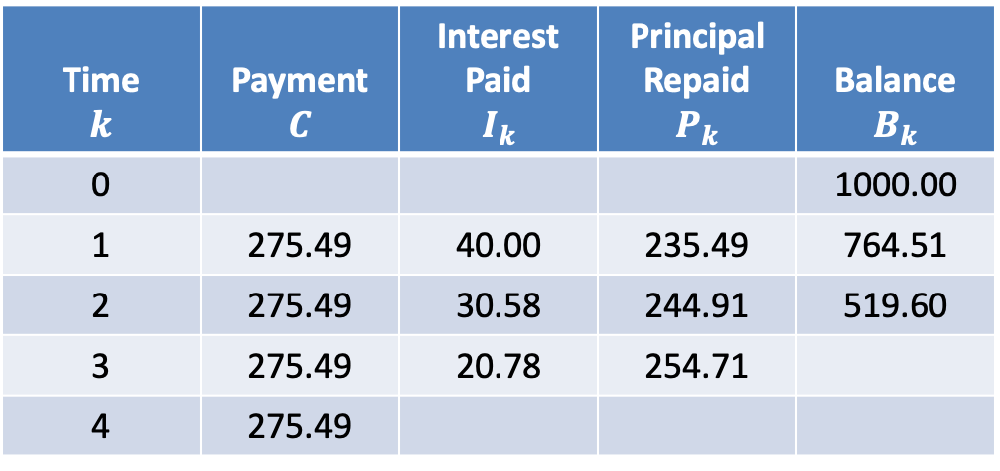 Time k Payment C Interest Paid I_k Principal Repaid P_k Balance B_k
0 1000.00
1 275.49 40.00 235.49 764.51
2 275.49 30.58 244.91 519.60
3 275.49 20.78 254.71
4 275.49